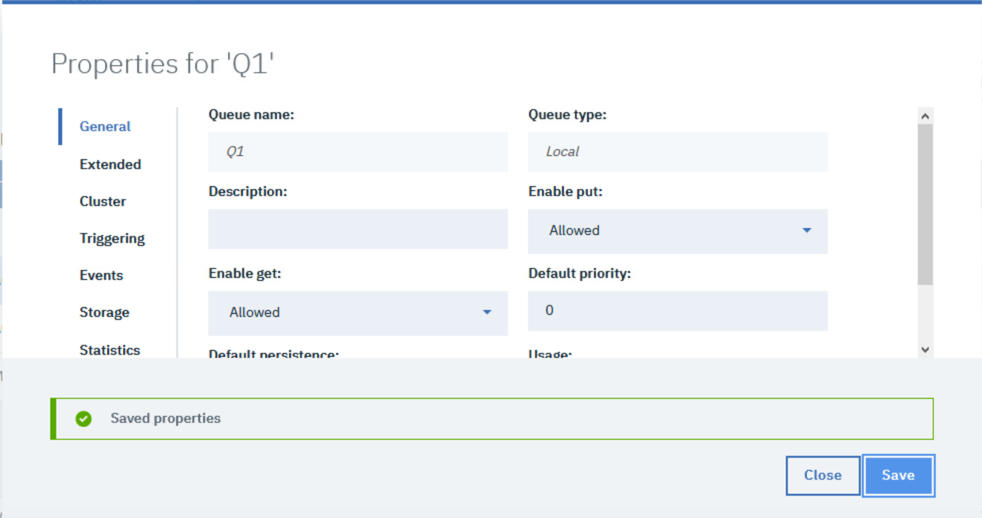 Properties for 'Q1'
General
Extended
Cluster
Triggering
Events
Storage
Statistics
Queue name:
Queue type:
Q1
Local
Description:
Enable put:
Allowed
Enable get:
Default priority:
Allowed
0
Default persistence:
Usage:
Saved properties
Close
Save